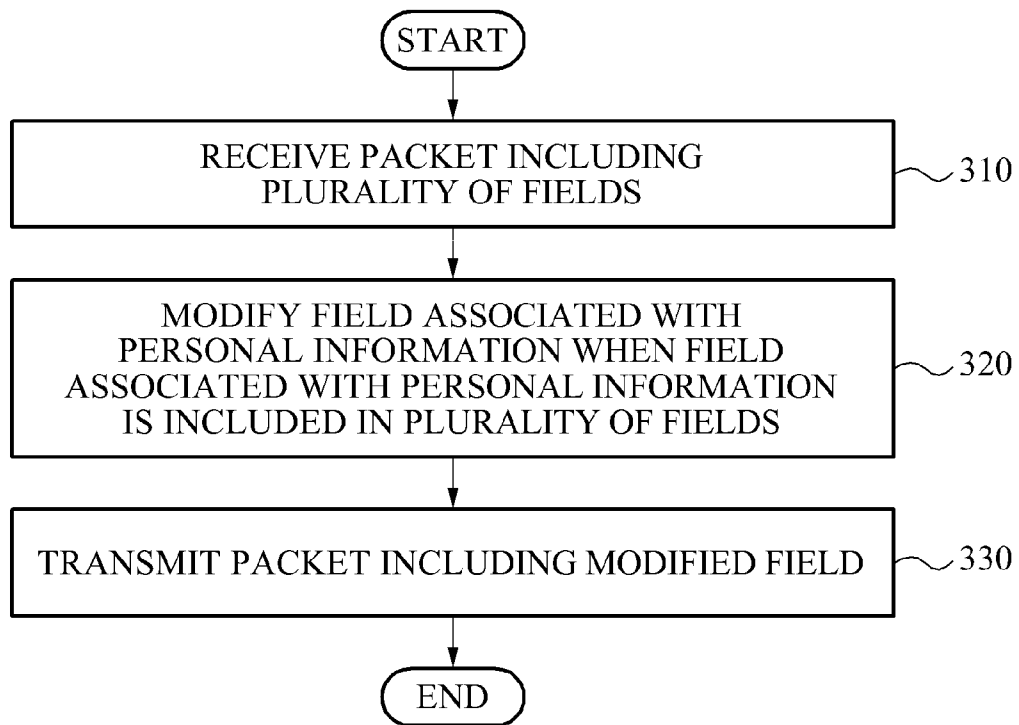 START
RECEIVE PACKET INCLUDING
PLURALITY OF FIELDS
310
MODIFY FIELD ASSOCIATED WITH
PERSONAL INFORMATION WHEN FIELD
ASSOCIATED WITH PERSONAL INFORMATION
IS INCLUDED IN PLURALITY OF FIELDS
320
TRANSMIT PACKET INCLUDING MODIFIED FIELD
330
END